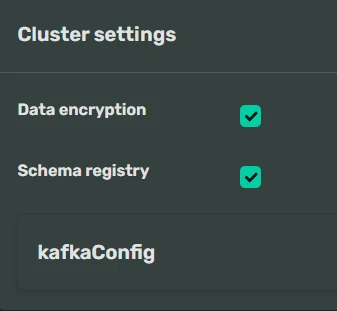 Cluster settings
Data encryption
Schema registry
kafkaConfig